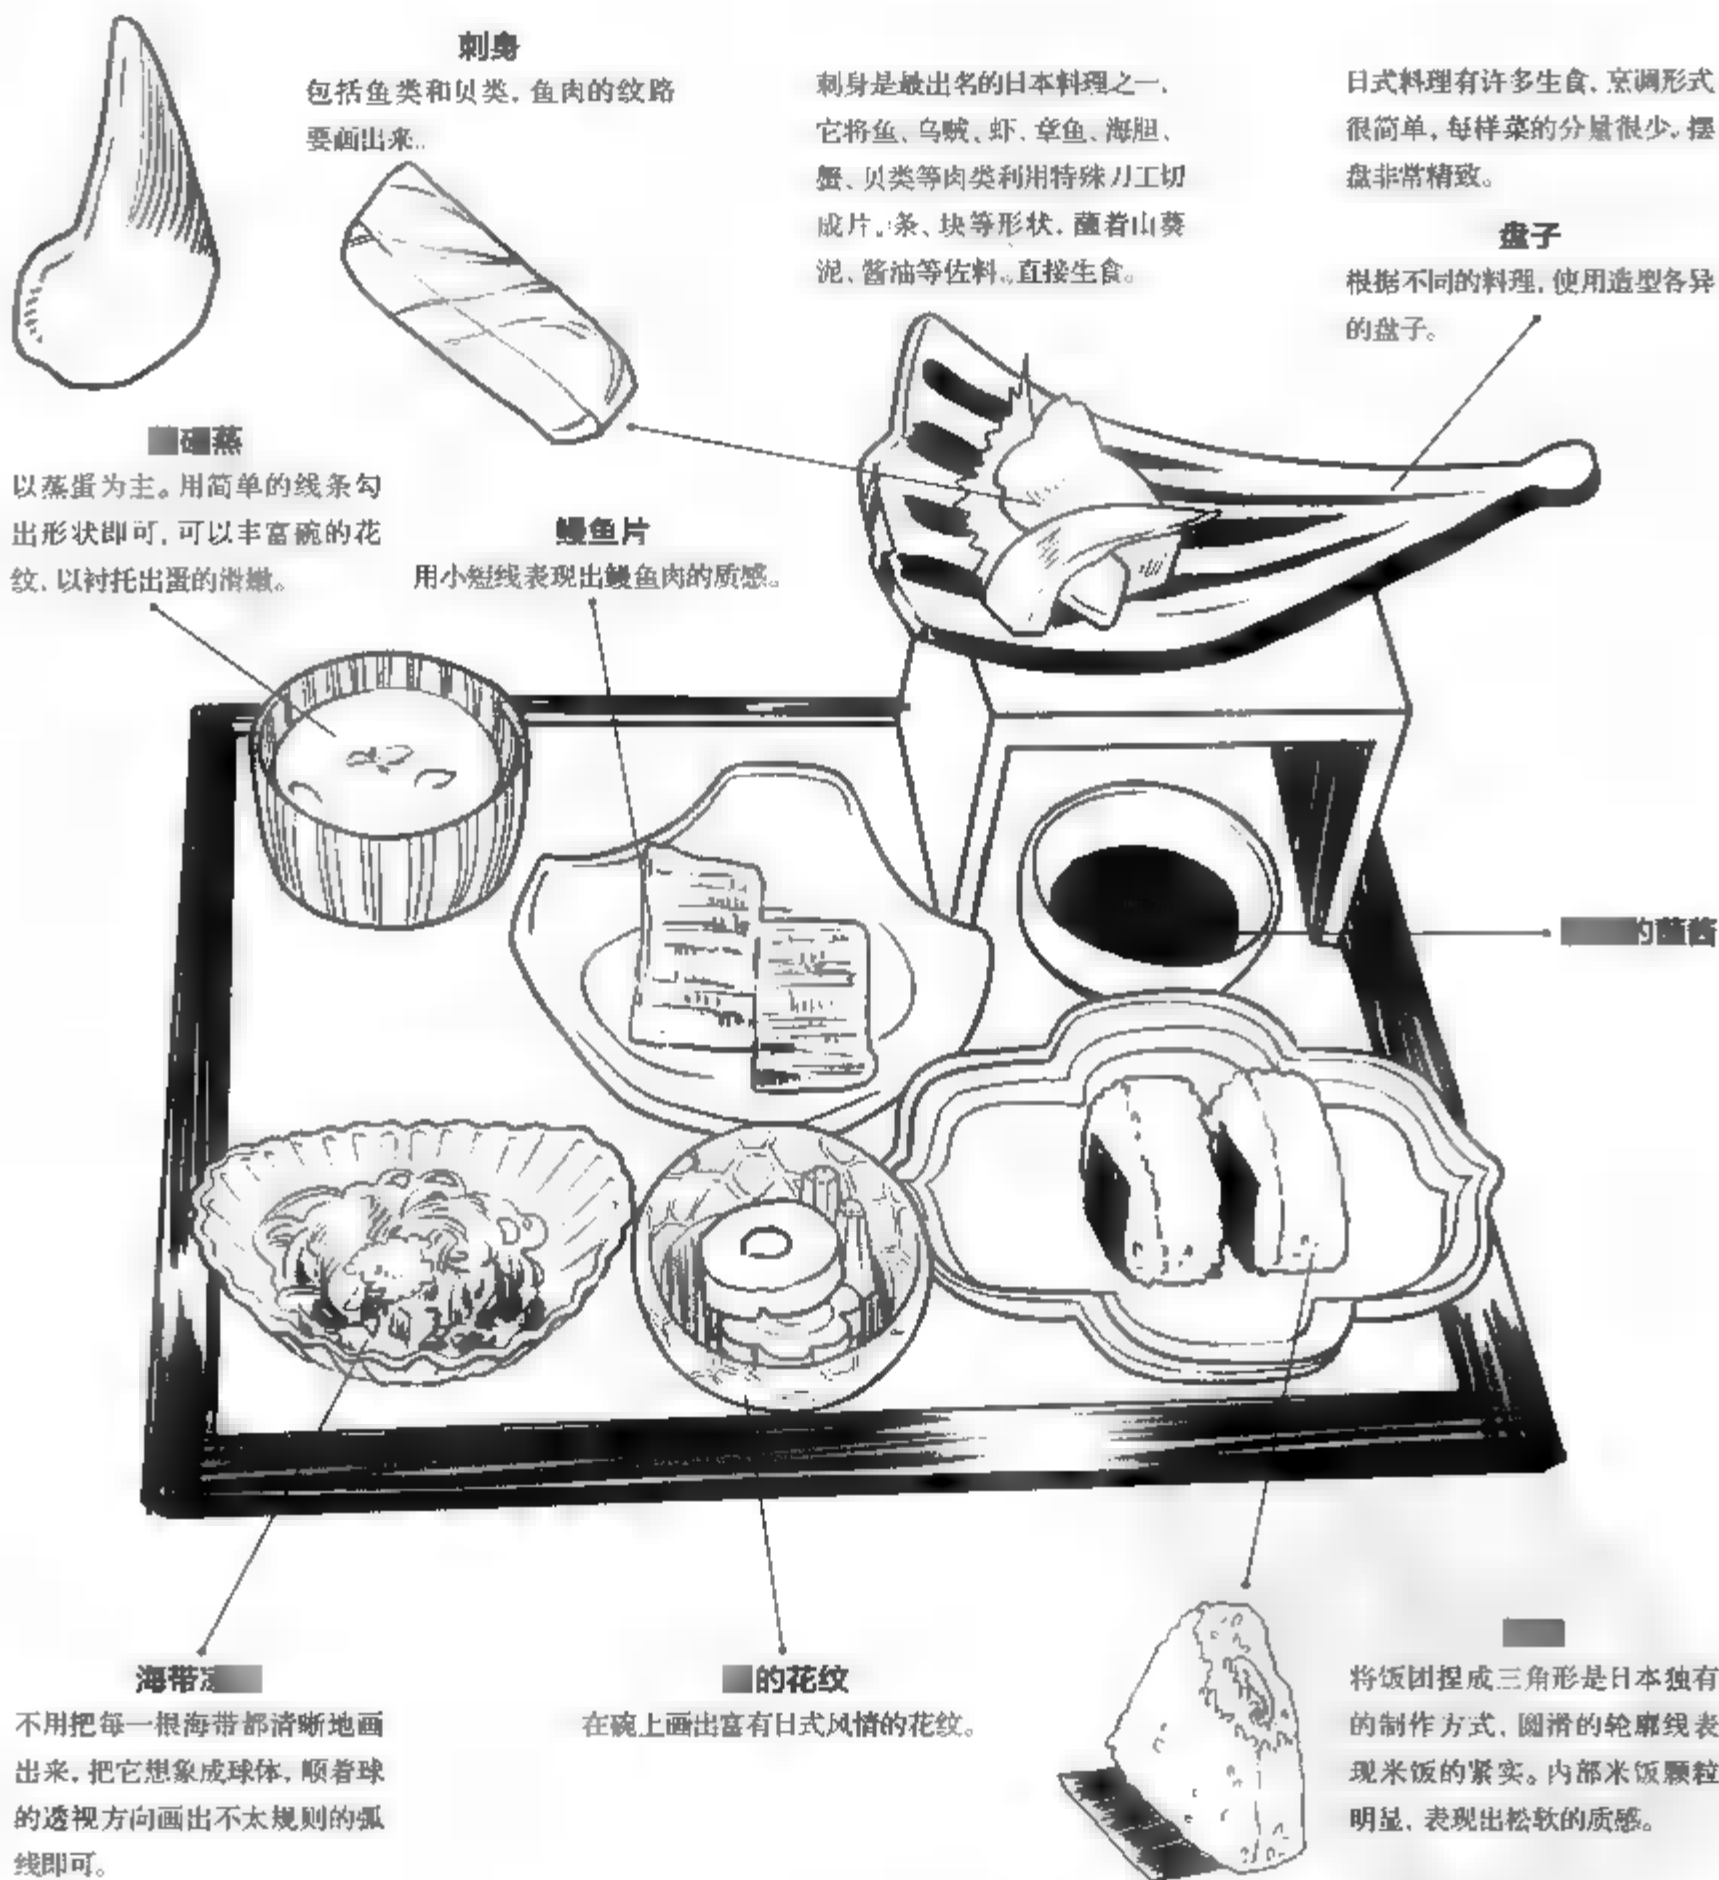 刺身
包括鱼类和贝类，鱼肉的纹路
要画出来。
刺身是最出名的日本料理之一，
它将鱼、乌贼、虾、章鱼、海胆、
蟹、贝类等肉类利用特殊刀工切
成片、条、块等形状，蘸着山葵
泥、酱油等佐料，直接生食。
日式料理有许多生食，烹调形式
很简单，每样菜的分量很少，摆
盘非常精致。
盘子
根据不同的料理，使用造型各异
的盘子。
蒸
以蒸蛋为主。用简单的线条勾
出形状即可，可以丰富碗的花
纹，以衬托出蛋的滑嫩。
鳗鱼片
用小短线表现出鳗鱼肉的质感。
的蘸酱
海带
不用把每一根海带都清晰地画
出来，把它想象成球体，顺着球
的透视方向画出不太规则的弧
线即可。
的花纹
在碗上画出富有日式风情的花纹。
将饭团捏成三角形是日本独有
的制作方式，圆滑的轮廓线表
现米饭的紧实。内部米饭颗粒
明显，表现出松软的质感。